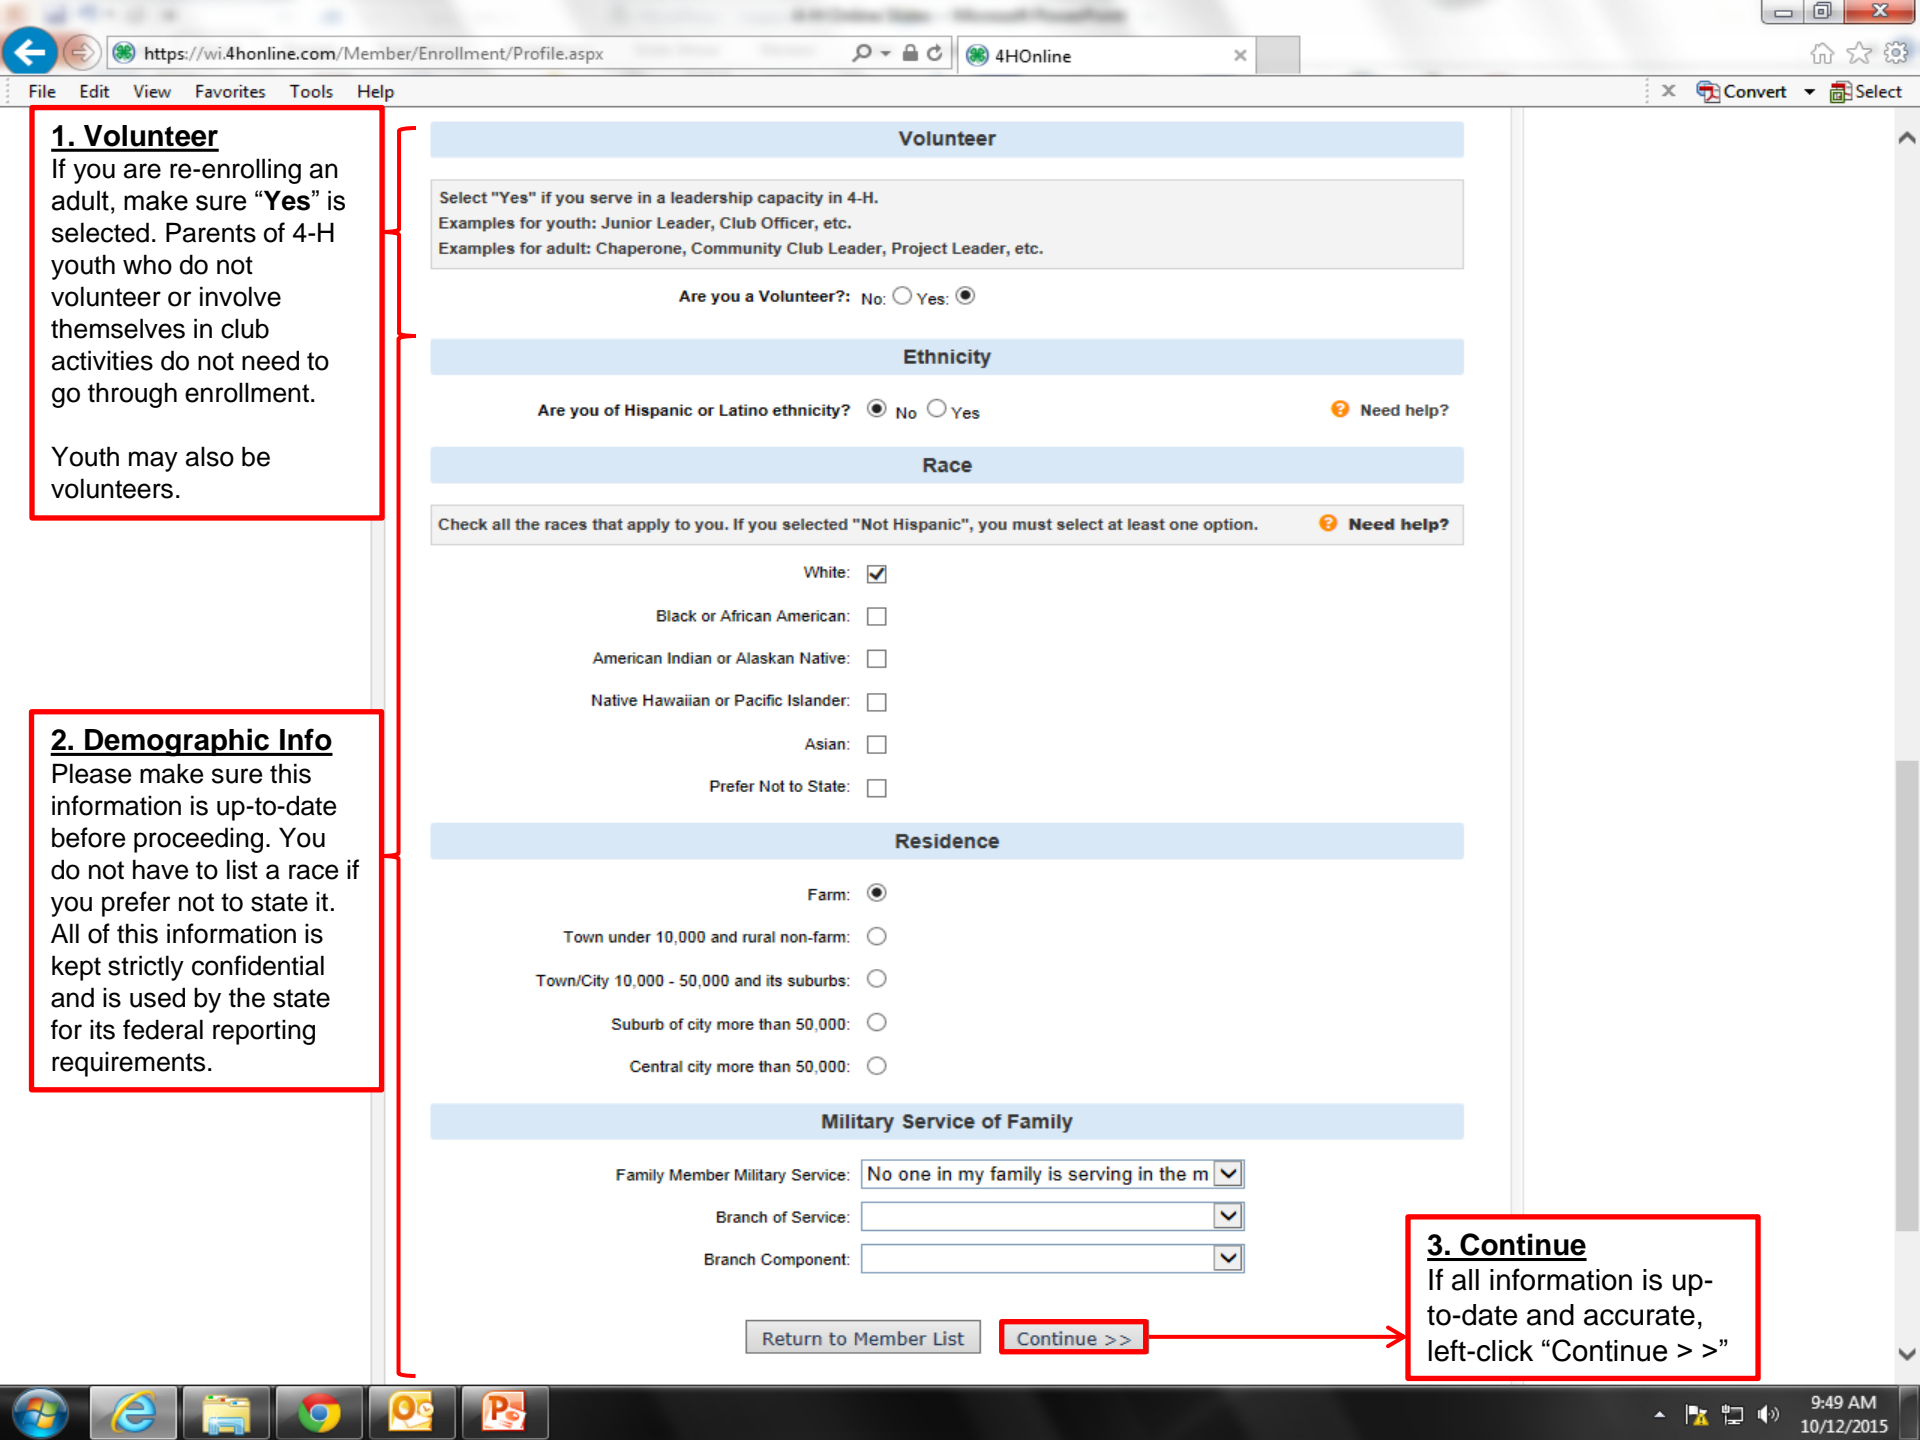 https://wi.4honline.com/Member/Enrollment/Profile.aspx
4HOnline
File Edit View Favorites Tools Help
Convert
Select
1. Volunteer
If you are re-enrolling an
adult, make sure “Yes” is
selected. Parents of 4-H
youth who do not
volunteer or involve
themselves in club
activities do not need to
go through enrollment.
Youth may also be
volunteers.
2. Demographic Info
Please make sure this
information is up-to-date
before proceeding. You
do not have to list a race if
you prefer not to state it.
All of this information is
kept strictly confidential
and is used by the state
for its federal reporting
requirements.
Volunteer
Select "Yes" if you serve in a leadership capacity in 4-H.
Examples for youth: Junior Leader, Club Officer, etc.
Examples for adult: Chaperone, Community Club Leader, Project Leader, etc.
Are you a Volunteer?: No: Yes:
Ethnicity
Are you of Hispanic or Latino ethnicity? No Yes
Need help?
Race
Check all the races that apply to you. If you selected "Not Hispanic", you must select at least one option.
Need help?
White:
Black or African American:
American Indian or Alaskan Native:
Native Hawaiian or Pacific Islander:
Asian:
Prefer Not to State:
Residence
Farm:
Town under 10,000 and rural non-farm:
Town/City 10,000 - 50,000 and its suburbs:
Suburb of city more than 50,000:
Central city more than 50,000:
Military Service of Family
Family Member Military Service: No one in my family is serving in the m
Branch of Service:
Branch Component:
Return to Member List
Continue >>
3. Continue
If all information is up-
to-date and accurate,
left-click “Continue > >”
9:49 AM
10/12/2015